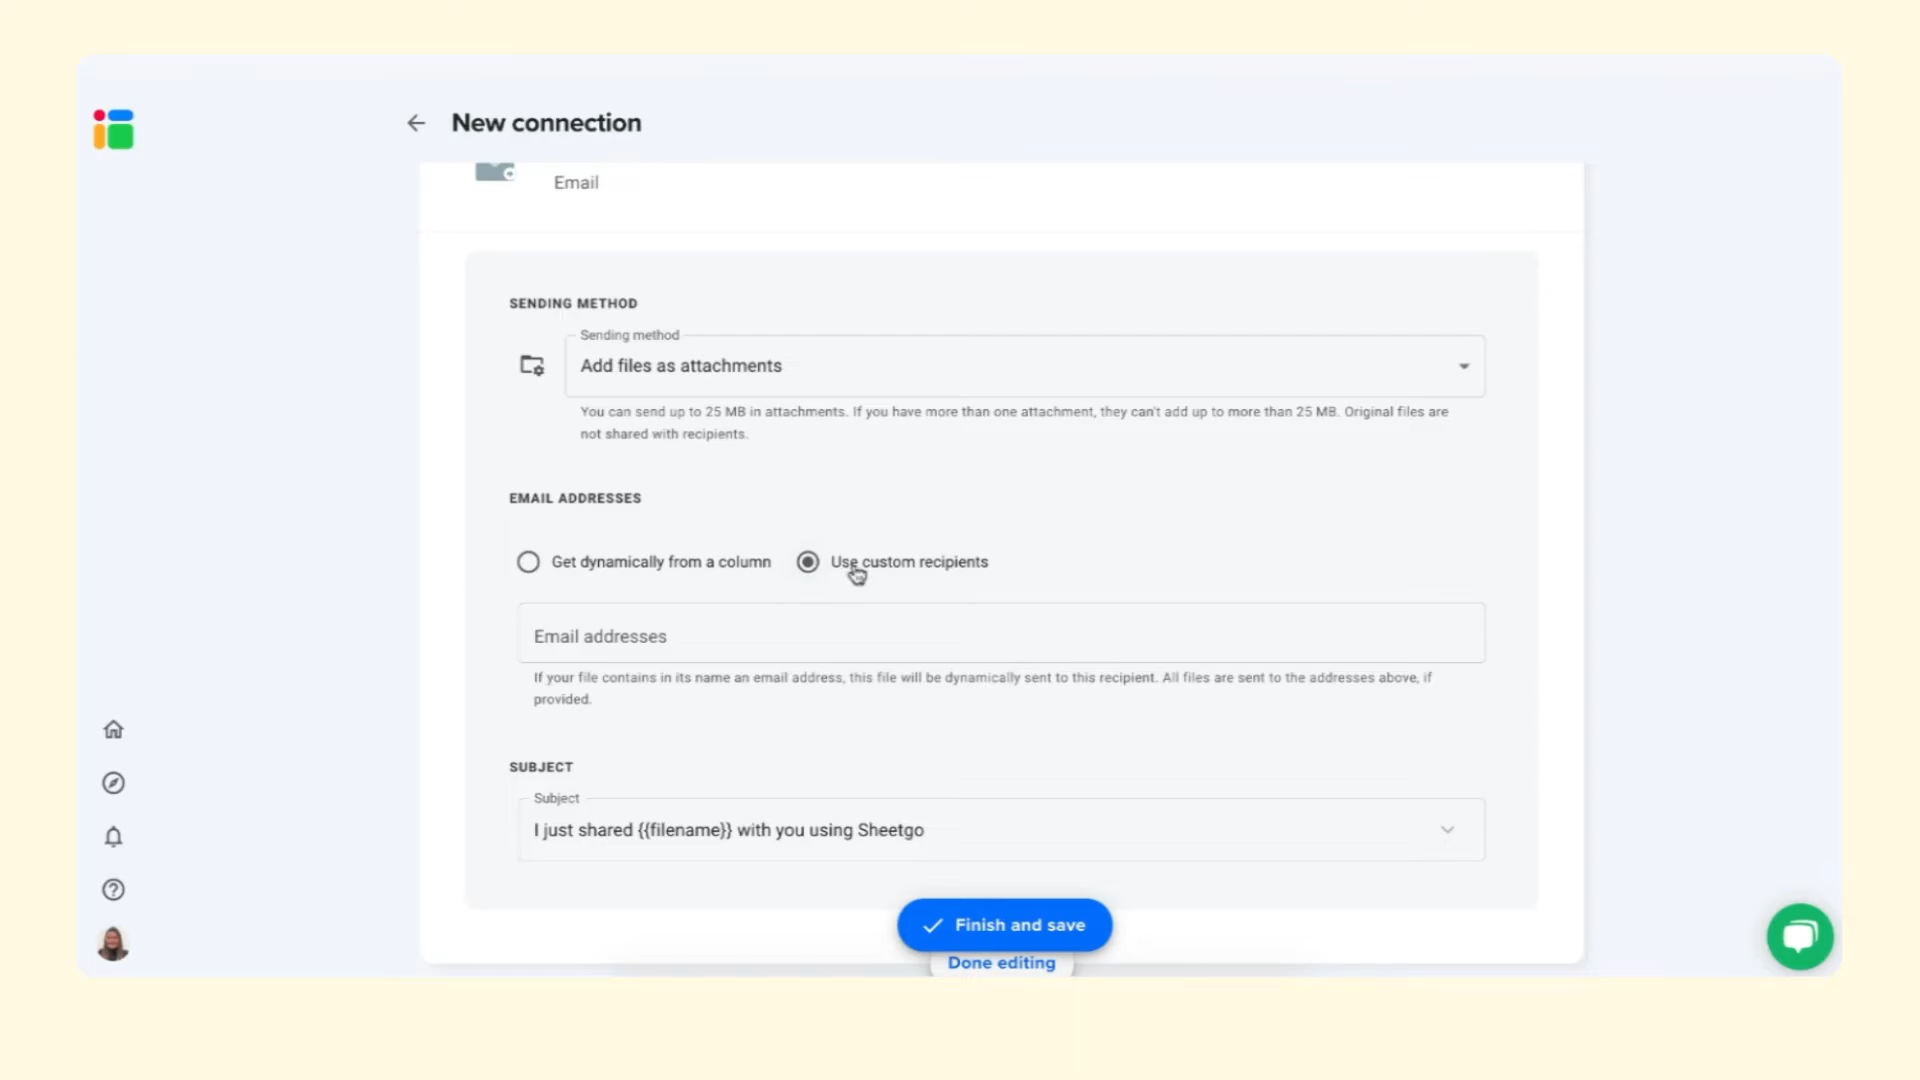 New connection
Email
SENDING METHOD
Sending method
Add files as attachments
You can send up to 25 MB in attachments. If you have more than one attachment, they can't add up to more than 25 MB. Original files are
not shared with recipients.
EMAIL ADDRESSES
Get dynamically from a column
Use custom recipients
Email addresses
If your file contains in its name an email address, this file will be dynamically sent to this recipient. All files are sent to the addresses above, if
provided.
SUBJECT
Subject
I just shared {{filename}} with you using Sheetgo
Finish and save
Done editing